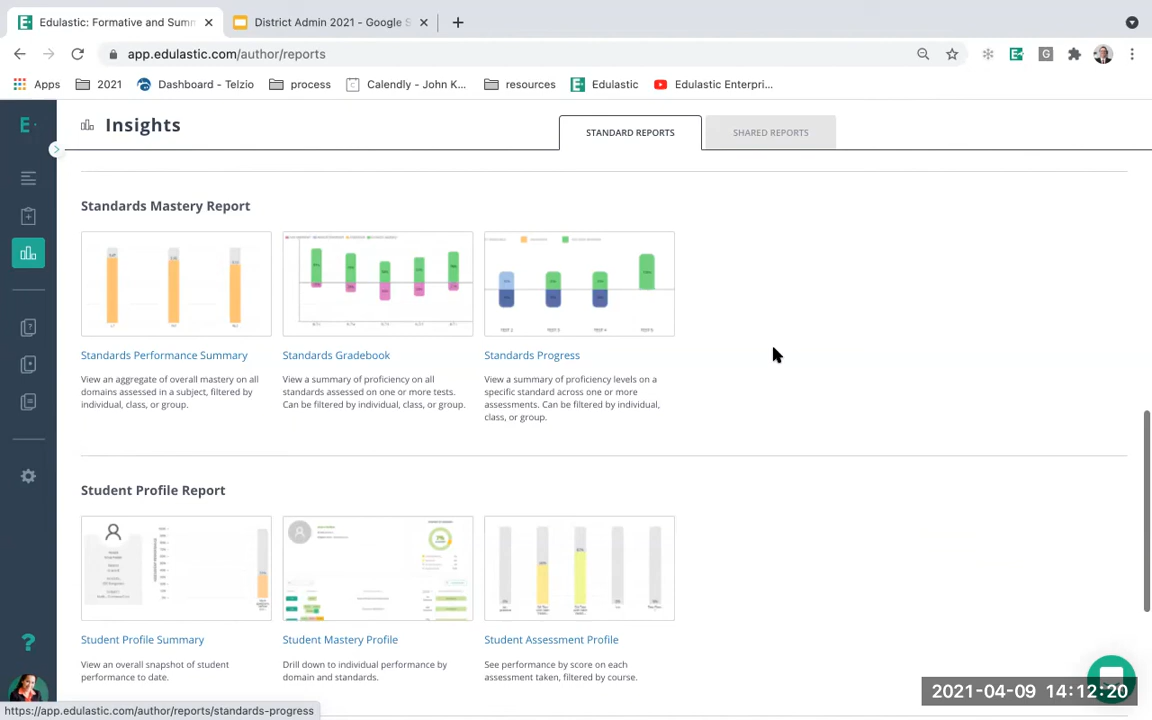 Edulastic: Formative and Summ
District Admin 2021 - Google S
app.edulastic.com/author/reports
Apps
2021
Dashboard - Telzio
process
Calendly - John K...
resources
Edulastic
Edulastic Enterpri...
Insights
STANDARD REPORTS
SHARED REPORTS
Standards Mastery Report
Standards Performance Summary
View an aggregate of overall mastery on all
domains assessed in a subject, filtered by
individual, class, or group.
Standards Gradebook
View a summary of proficiency on all
standards assessed on one or more tests.
Can be filtered by individual, class, or group.
Standards Progress
View a summary of proficiency levels on a
specific standard across one or more
assessments. Can be filtered by individual,
class, or group.
Student Profile Report
Student Profile Summary
View an overall snapshot of student
performance to date.
Student Mastery Profile
Drill down to individual performance by
domain and standards.
Student Assessment Profile
See performance by score on each
assessment taken, filtered by course.
2021-04-09 14:12:20
https://app.edulastic.com/author/reports/standards-progress